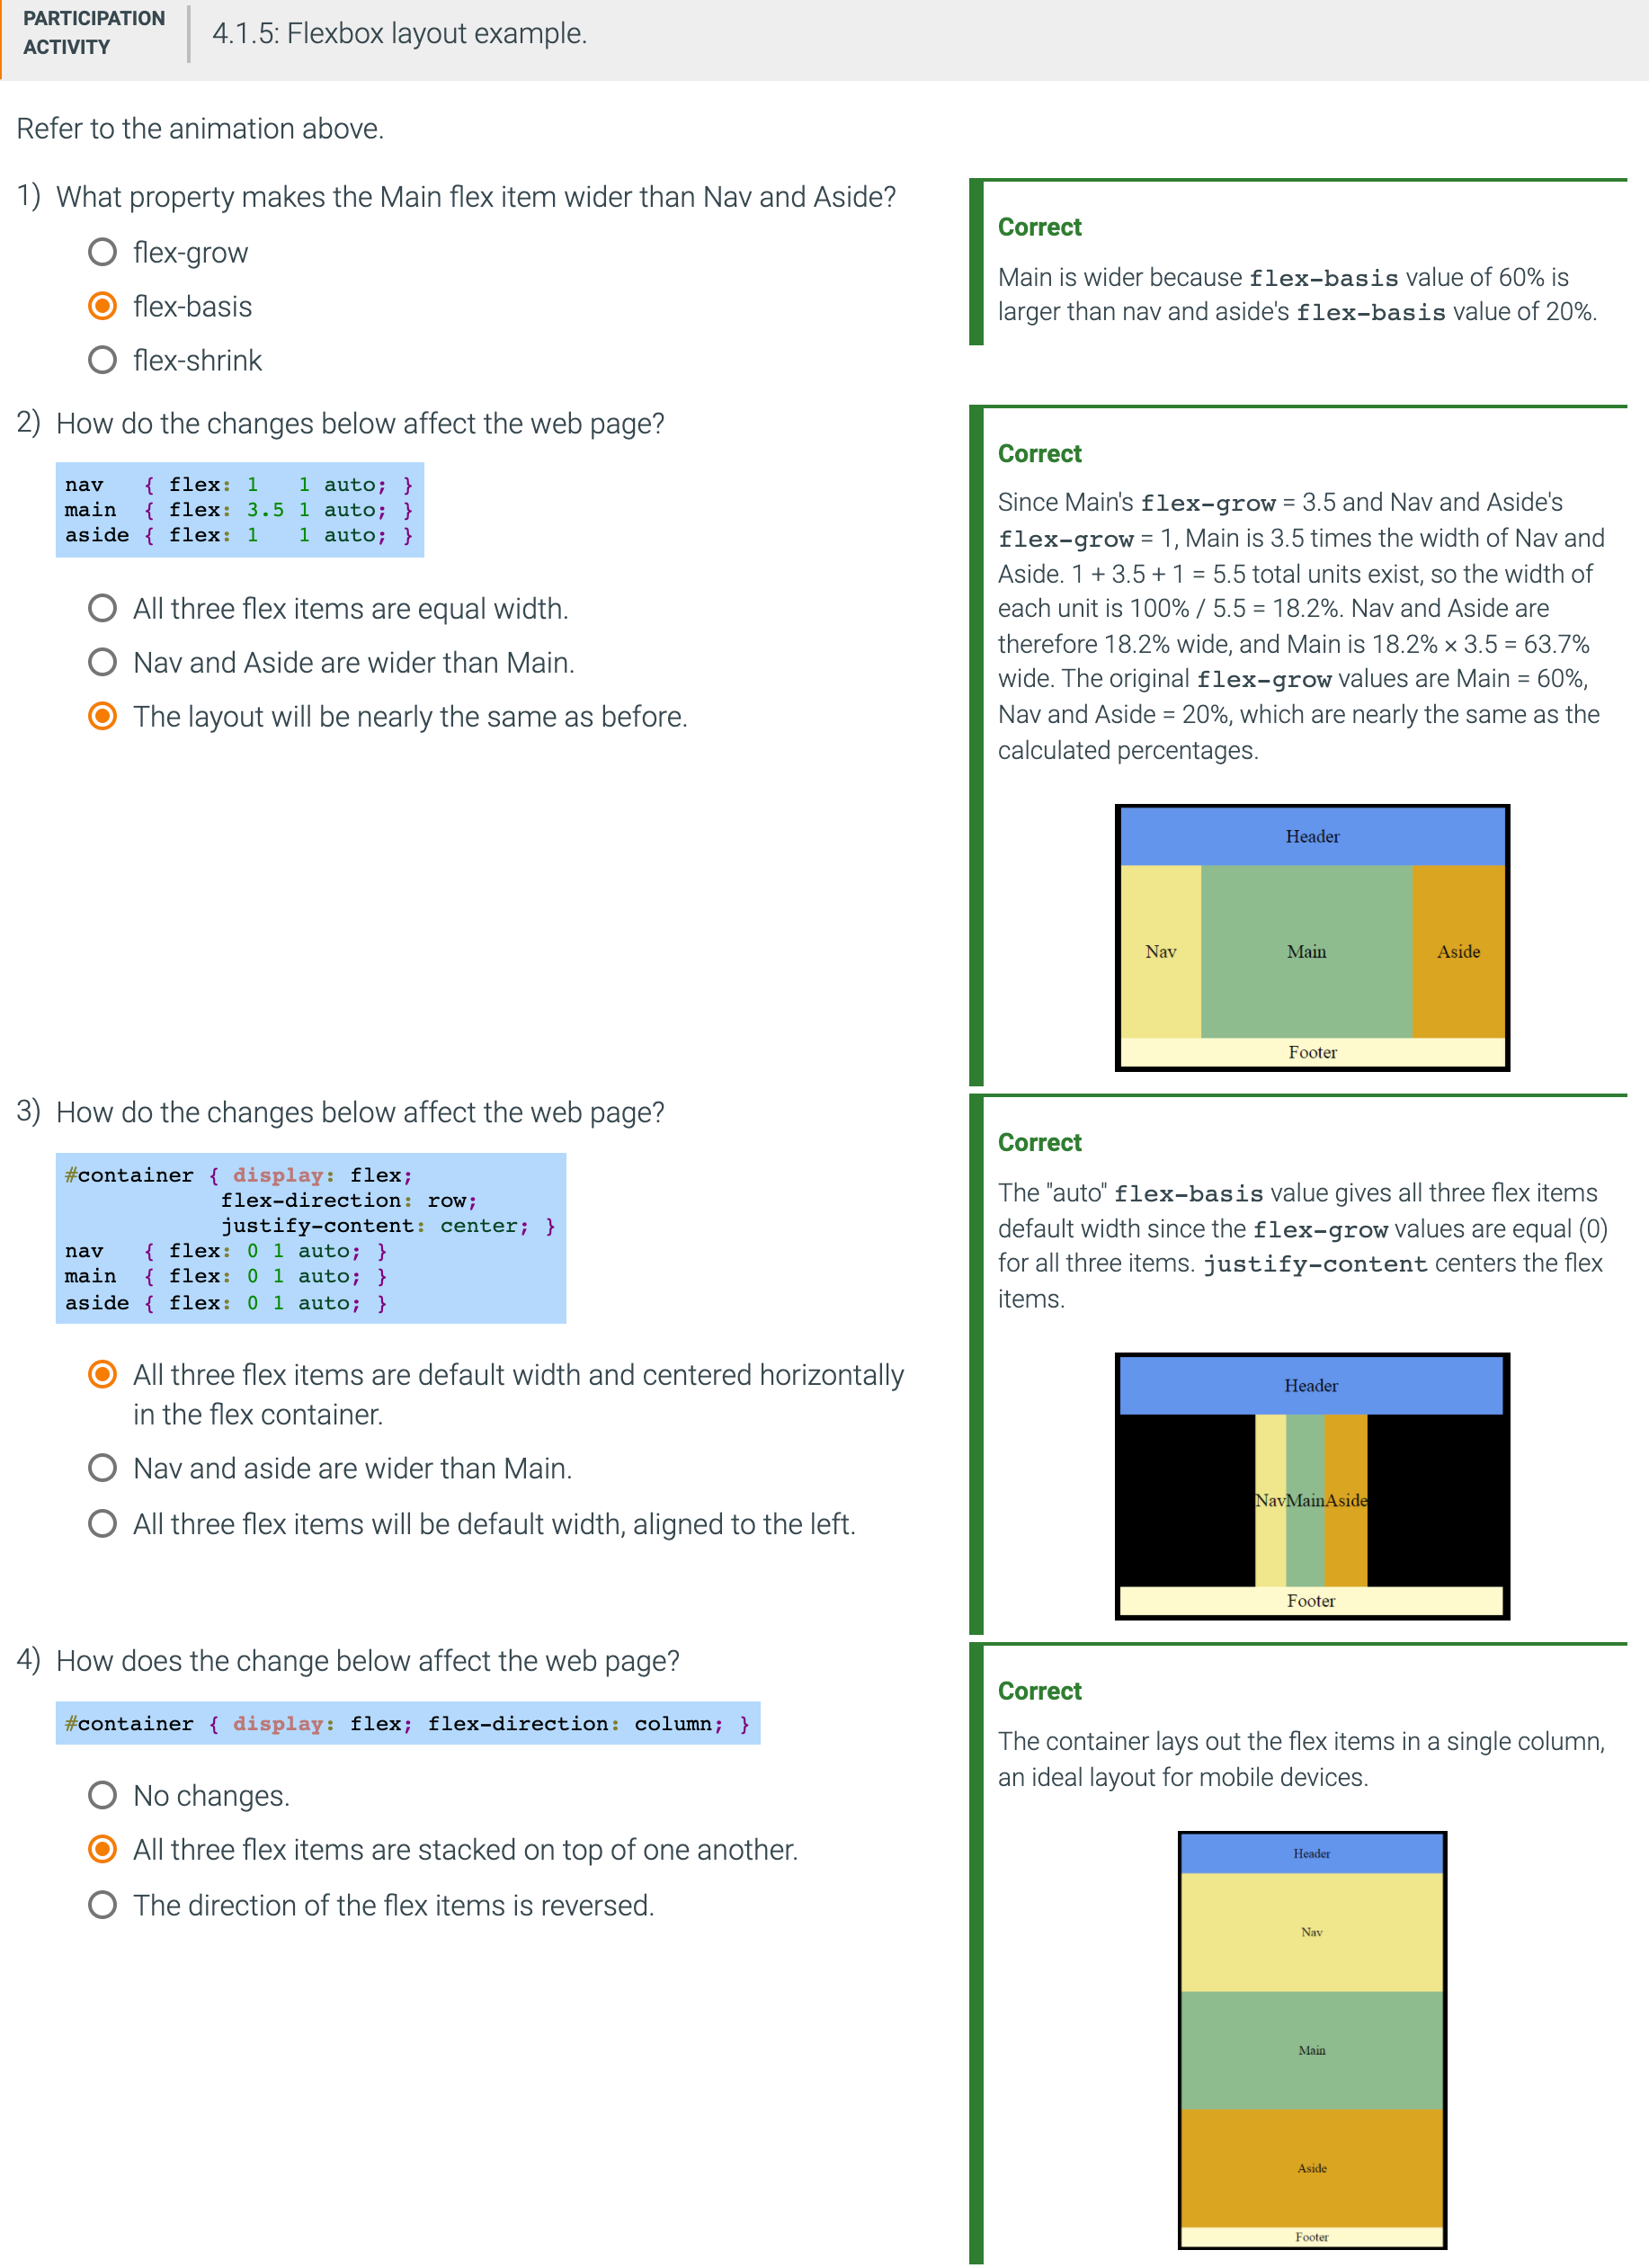 PARTICIPATION
ACTIVITY
4.1.5: Flexbox layout example.
Refer to the animation above.
1) What property makes the Main flex item wider than Nav and Aside?
flex-grow
flex-basis
flex-shrink
Correct
Main is wider because flex-basis value of 60% is
larger than nav and aside's flex-basis value of 20%.
2) How do the changes below affect the web page?
nav   { flex: 1   1 auto; }
main  { flex: 3.5 1 auto; }
aside { flex: 1   1 auto; }
All three flex items are equal width.
Nav and Aside are wider than Main.
The layout will be nearly the same as before.
Correct
Since Main's flex-grow = 3.5 and Nav and Aside's
flex-grow = 1, Main is 3.5 times the width of Nav and
Aside. 1 + 3.5 + 1 = 5.5 total units exist, so the width of
each unit is 100% / 5.5 = 18.2%. Nav and Aside are
therefore 18.2% wide, and Main is 18.2% × 3.5 = 63.7%
wide. The original flex-grow values are Main = 60%,
Nav and Aside = 20%, which are nearly the same as the
calculated percentages.
Header
Nav Main Aside
Footer
3) How do the changes below affect the web page?
#container { display: flex;
            flex-direction: row;
            justify-content: center; }
nav   { flex: 0 1 auto; }
main  { flex: 0 1 auto; }
aside { flex: 0 1 auto; }
All three flex items are default width and centered horizontally
in the flex container.
Nav and aside are wider than Main.
All three flex items will be default width, aligned to the left.
Correct
The "auto" flex-basis value gives all three flex items
default width since the flex-grow values are equal (0)
for all three items. justify-content centers the flex
items.
Header
NavMainAside
Footer
4) How does the change below affect the web page?
#container { display: flex; flex-direction: column; }
No changes.
All three flex items are stacked on top of one another.
The direction of the flex items is reversed.
Correct
The container lays out the flex items in a single column,
an ideal layout for mobile devices.
Header
Nav
Main
Aside
Footer